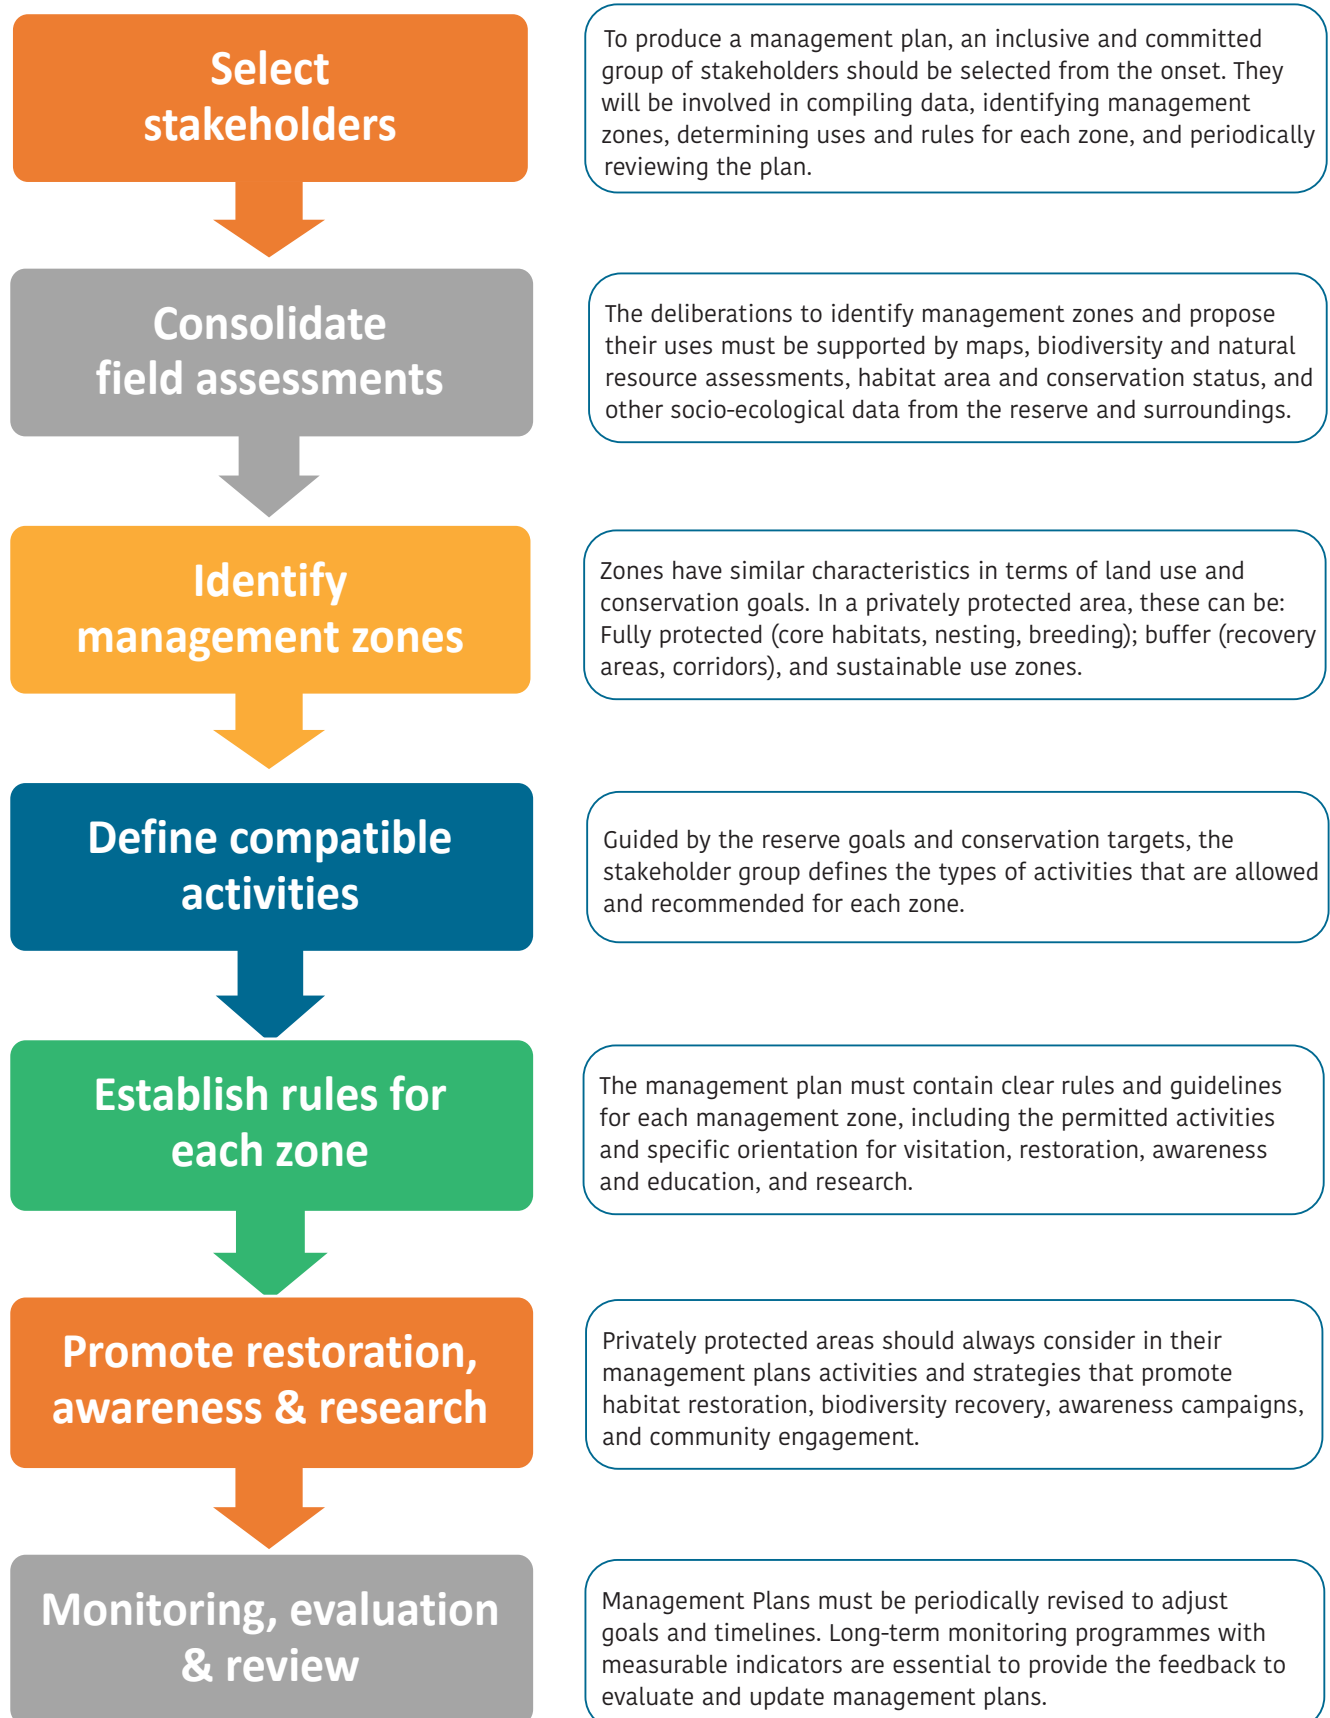 Select
stakeholders
To produce a management plan, an inclusive and committed
group of stakeholders should be selected from the onset. They
will be involved in compiling data, identifying management
zones, determining uses and rules for each zone, and periodically
reviewing the plan.
Consolidate
field assessments
The deliberations to identify management zones and propose
their uses must be supported by maps, biodiversity and natural
resource assessments, habitat area and conservation status, and
other socio-ecological data from the reserve and surroundings.
Identify
management zones
Zones have similar characteristics in terms of land use and
conservation goals. In a privately protected area, these can be:
Fully protected (core habitats, nesting, breeding); buffer (recovery
areas, corridors), and sustainable use zones.
Define compatible
activities
Guided by the reserve goals and conservation targets, the
stakeholder group defines the types of activities that are allowed
and recommended for each zone.
Establish rules for
each zone
The management plan must contain clear rules and guidelines
for each management zone, including the permitted activities
and specific orientation for visitation, restoration, awareness
and education, and research.
Promote restoration,
awareness & research
Privately protected areas should always consider in their
management plans activities and strategies that promote
habitat restoration, biodiversity recovery, awareness campaigns,
and community engagement.
Monitoring, evaluation
& review
Management Plans must be periodically revised to adjust
goals and timelines. Long-term monitoring programmes with
measurable indicators are essential to provide the feedback to
evaluate and update management plans.